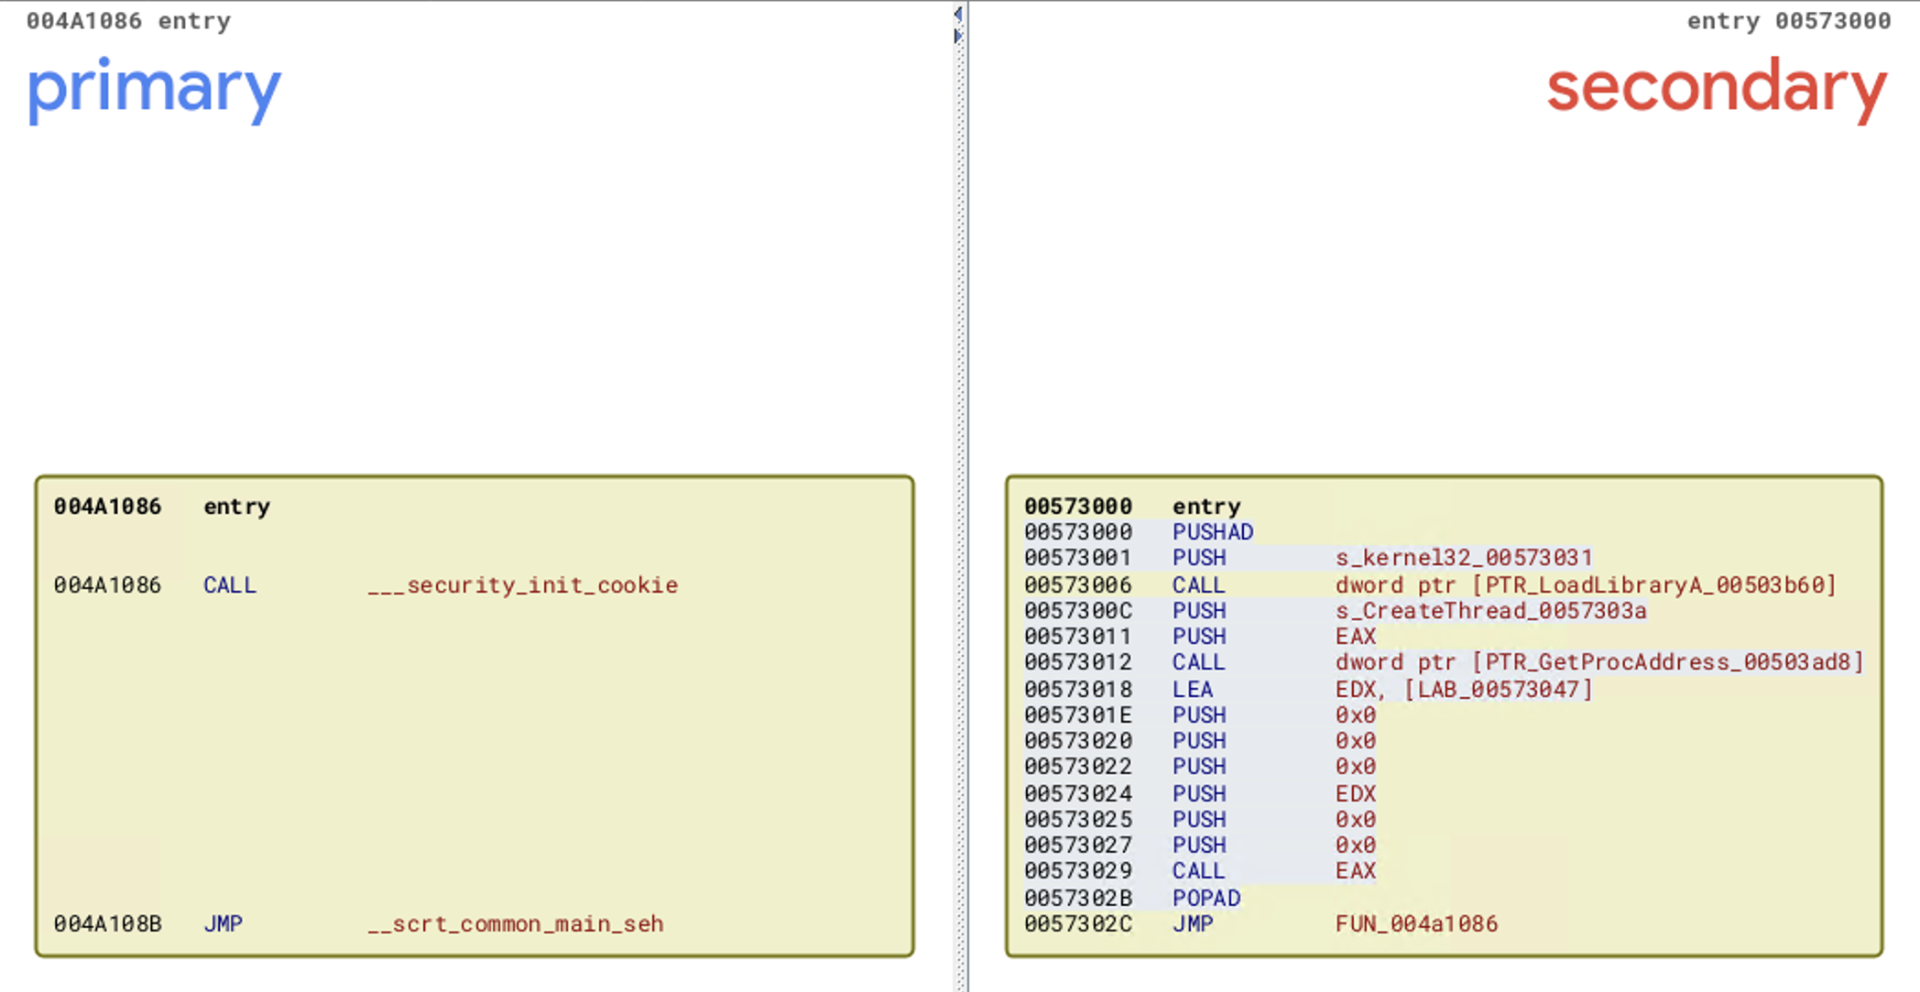 004A1086 entry
primary
004A1086 entry
004A1086 CALL ___security_init_cookie
004A108B JMP __scrt_common_main_seh
entry 00573000
secondary
00573000 entry
00573000 PUSHAD
00573001 PUSH s_kernel32_00573031
00573006 CALL dword ptr [PTR_LoadLibraryA_00503b60]
0057300C PUSH s_CreateThread_0057303a
00573011 PUSH EAX
00573012 CALL dword ptr [PTR_GetProcAddress_00503ad8]
00573018 LEA EDX, [LAB_00573047]
0057301E PUSH 0x0
00573020 PUSH 0x0
00573022 PUSH 0x0
00573024 PUSH EDX
00573025 PUSH 0x0
00573027 PUSH 0x0
00573029 CALL EAX
0057302B POPAD
0057302C JMP FUN_004a1086